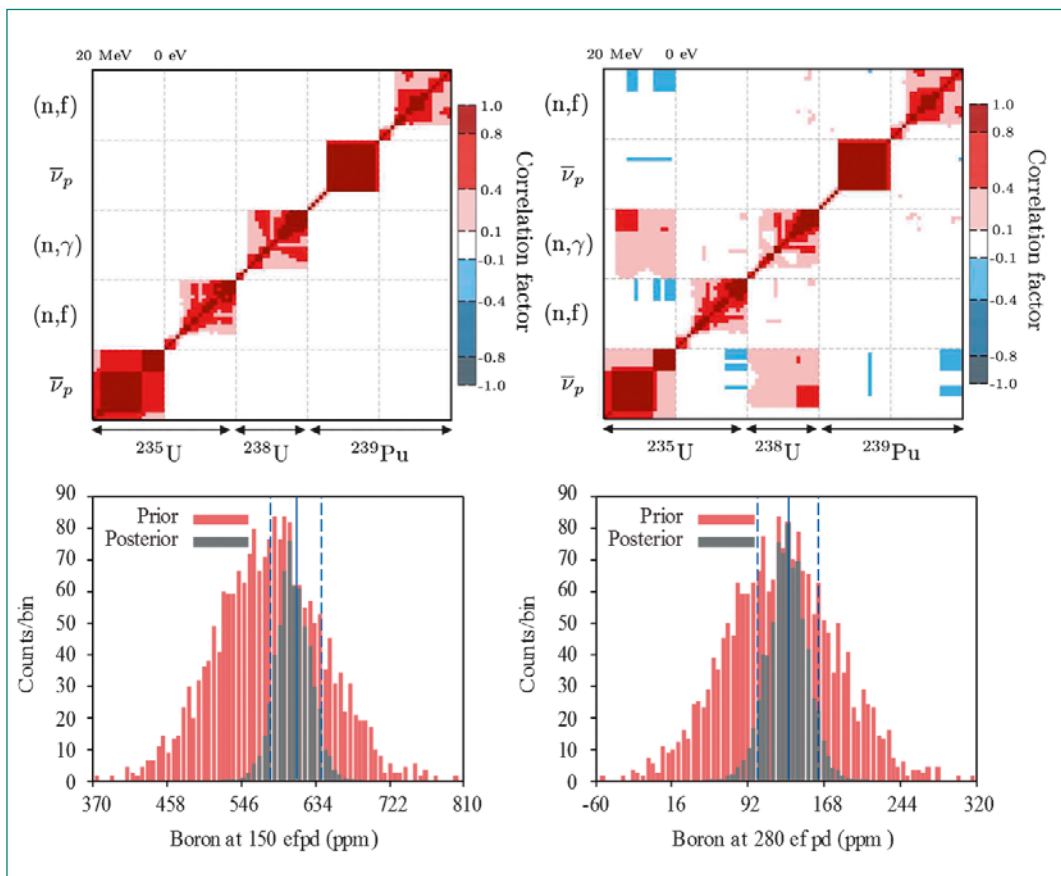 20 MeV 0 eV
(n,f)
ν̅p
(n,γ)
(n,f)
ν̅p
1.0
0.8
0.4
0.1
-0.1
-0.4
-0.8
-1.0
Correlation factor
235U
238U
239Pu
20 MeV 0 eV
(n,f)
ν̅p
(n,γ)
(n,f)
ν̅p
1.0
0.8
0.4
0.1
-0.1
-0.4
-0.8
-1.0
Correlation factor
235U
238U
239Pu
90
80
70
60
50
40
30
20
10
0
Counts/bin
Prior
Posterior
370 458 546 634 722 810
Boron at 150 efpd (ppm)
90
80
70
60
50
40
30
20
10
0
Counts/bin
Prior
Posterior
-60 16 92 168 244 320
Boron at 280 efpd (ppm )